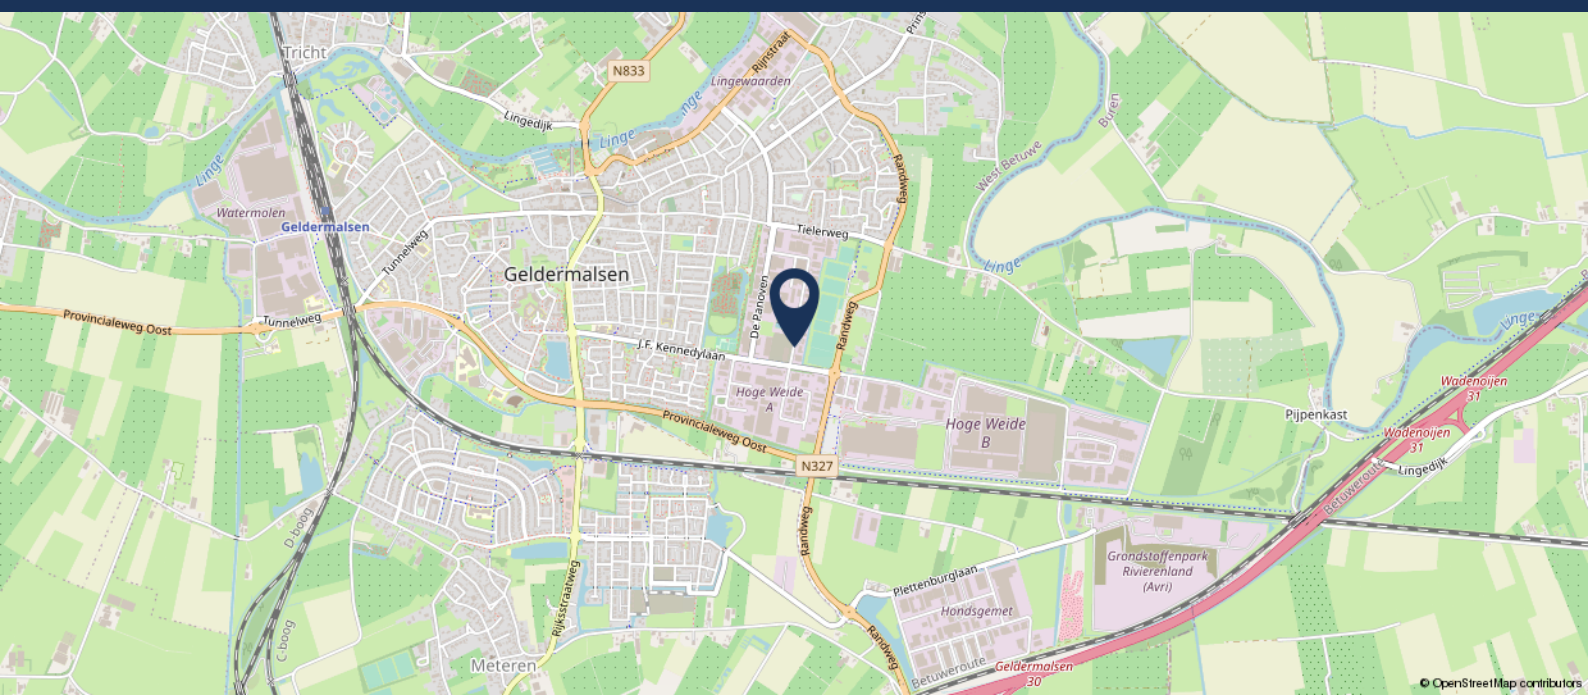 Tricht
N833
Rijnstraat
Prins
Lingewaarden
Lingedijk
Linge
Linge
Linge
Buren
West Betuwe
Randweg
Watermolen
Geldermalsen
Tunnelweg
Tielerweg
Linge
Geldermalsen
De Panoven
Provincialeweg Oost
Tunnelweg
Randweg
Linge
J.F. Kennedylaan
Hoge Weide
A
Wadenoijen
31
Pijpenkast
Hoge Weide
B
Wadenoijen
31
Provincialeweg Oost
N327
Lingedijk
Betuweroute
D-boog
Randweg
Grondstoffenpark
Rivierenland
(Avri)
Plettenburglaan
Rijksstraatweg
Hondsgemet
C-boog
Randweg
Meteren
Betuweroute
Geldermalsen
30
© OpenStreetMap contributors